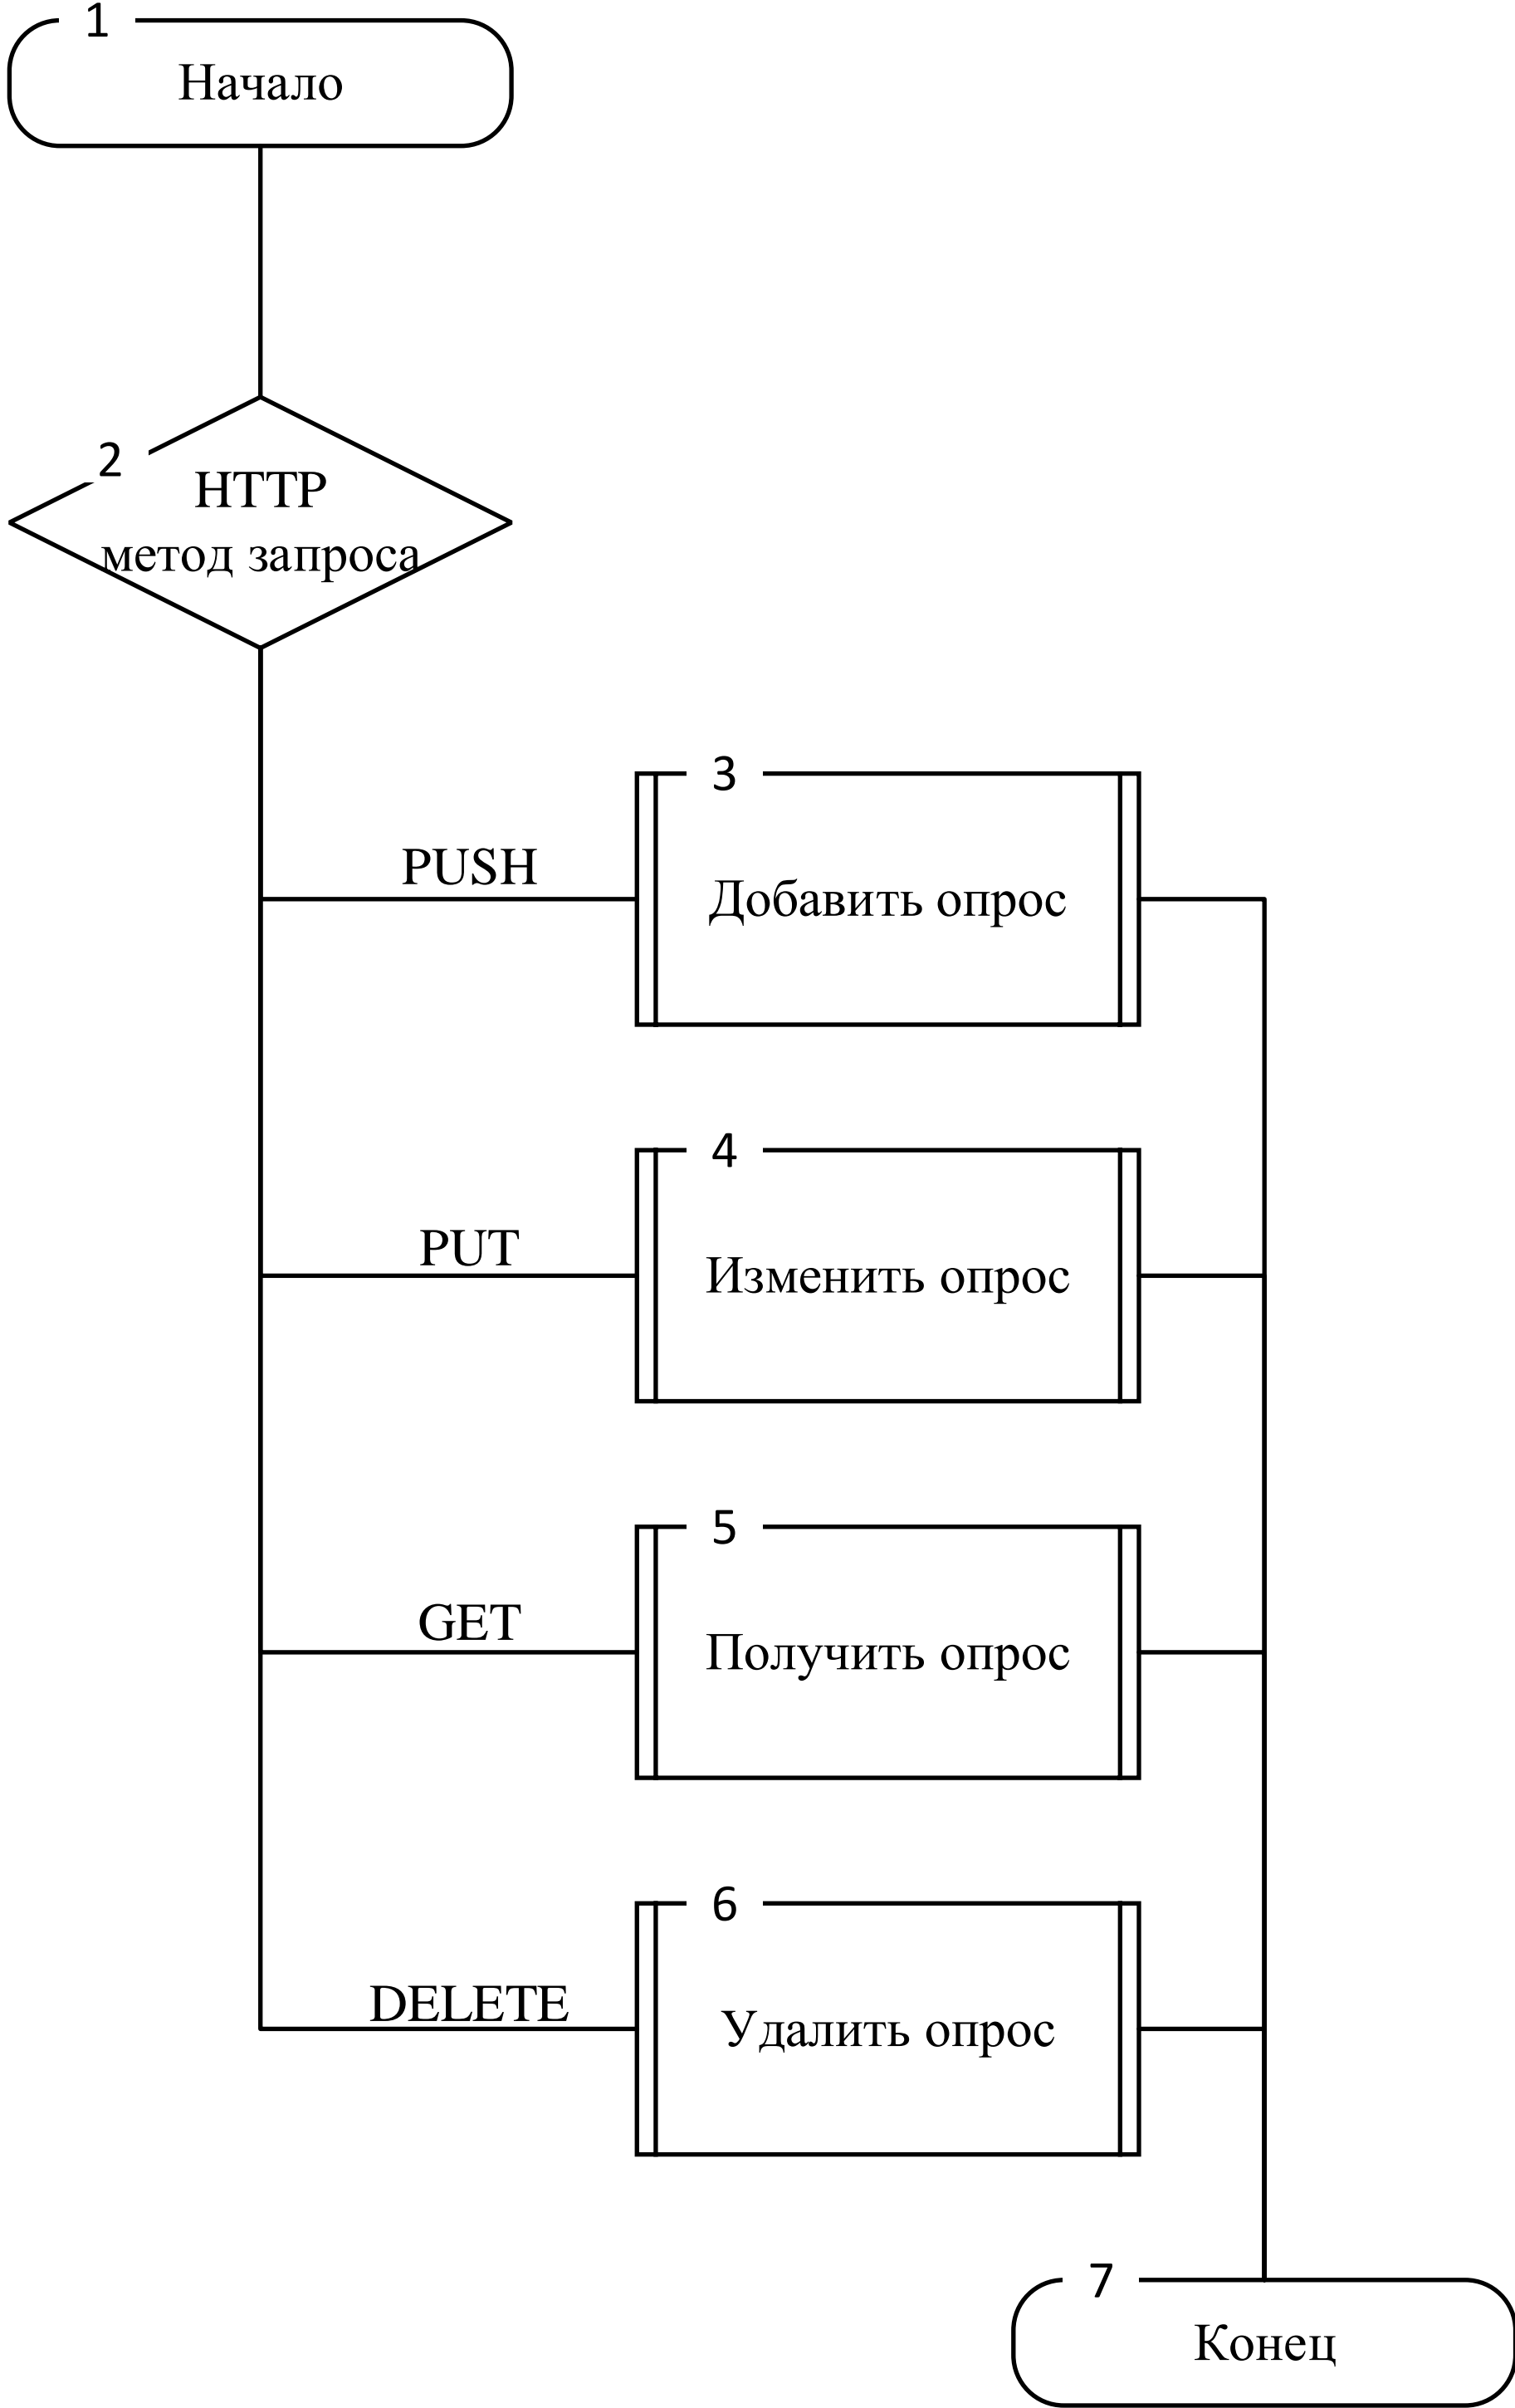 1
Начало
2
HTTP
метод запроса
3
PUSH
Добавить опрос
4
PUT
Изменить опрос
5
GET
Получить опрос
6
DELETE
Удалить опрос
7
Конец